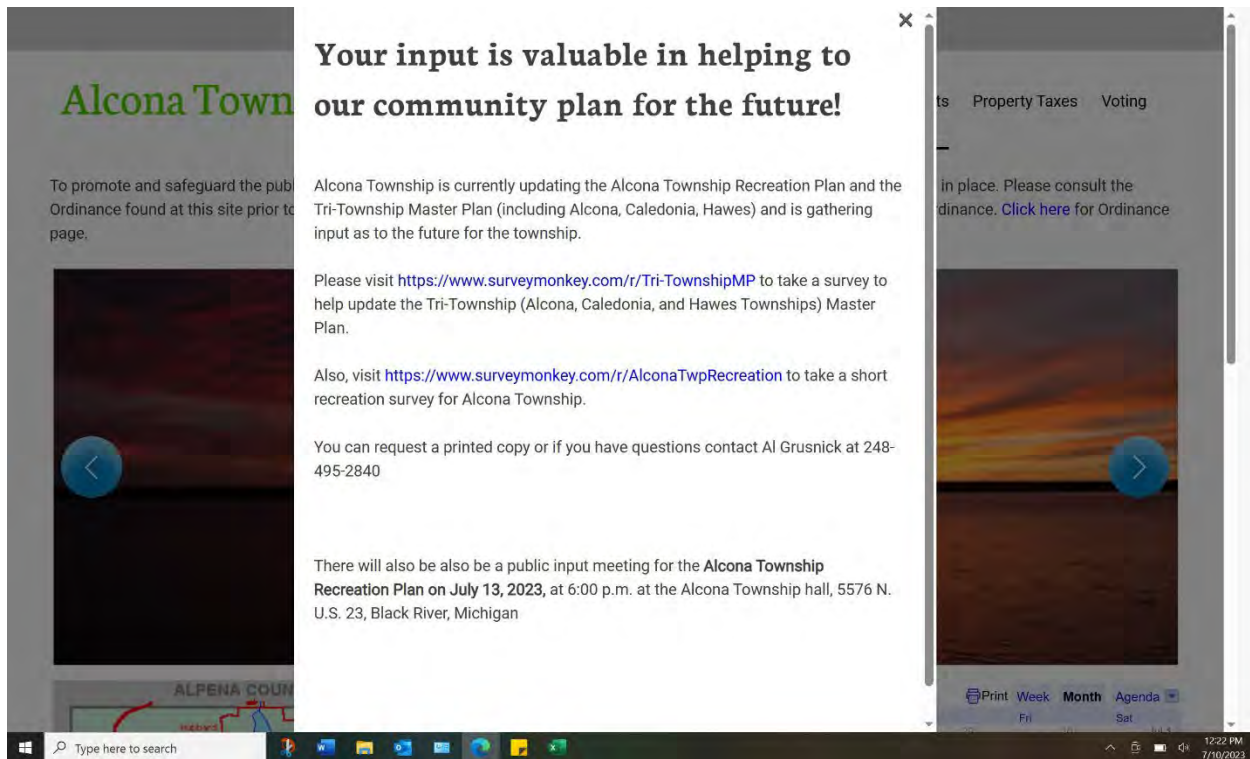 Your input is valuable in helping to
our community plan for the future!
Alcona Town
ts Property Taxes Voting
To promote and safeguard the publ
Ordinance found at this site prior to
page.
in place. Please consult the
rdinance. Click here for Ordinance
Alcona Township is currently updating the Alcona Township Recreation Plan and the
Tri-Township Master Plan (including Alcona, Caledonia, Hawes) and is gathering
input as to the future for the township.
Please visit https://www.surveymonkey.com/r/Tri-TownshipMP to take a survey to
help update the Tri-Township (Alcona, Caledonia, and Hawes Townships) Master
Plan.
Also, visit https://www.surveymonkey.com/r/AlconaTwpRecreation to take a short
recreation survey for Alcona Township.
You can request a printed copy or if you have questions contact Al Grusnick at 248-
495-2840
There will also be also be a public input meeting for the Alcona Township
Recreation Plan on July 13, 2023, at 6:00 p.m. at the Alcona Township hall, 5576 N.
U.S. 23, Black River, Michigan
ALPENA COUN
Print Week Month Agenda
Fri Sat
Type here to search
12:22 PM
7/10/2023